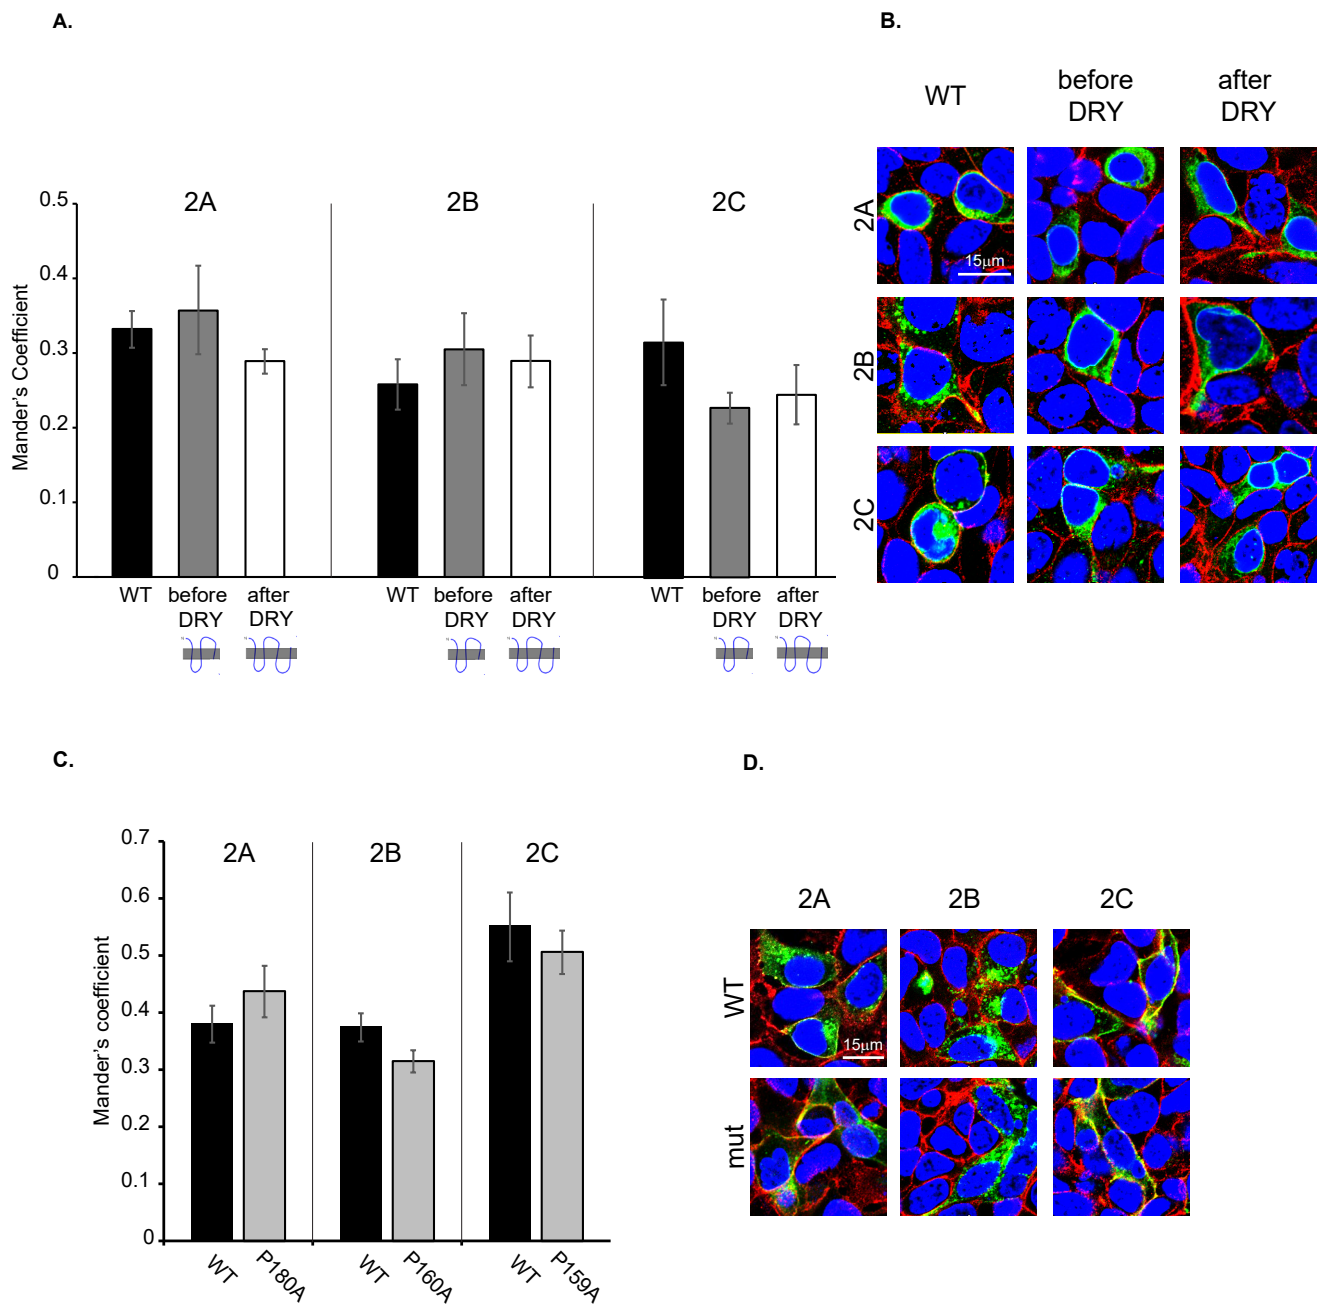 A.
0.5
0.4
0.3
0.2
0.1
0
Mander's Coefficient
2A
2B
2C
WT
before
DRY
after
DRY
WT
before
DRY
after
DRY
WT
before
DRY
after
DRY
B.
WT
before
DRY
after
DRY
2A
15μm
2B
2C
C.
0.7
0.6
0.5
0.4
0.3
0.2
0.1
0
Mander's coefficient
2A
2B
2C
WT
P180A
WT
P160A
WT
P159A
D.
2A
2B
2C
WT
15μm
mut